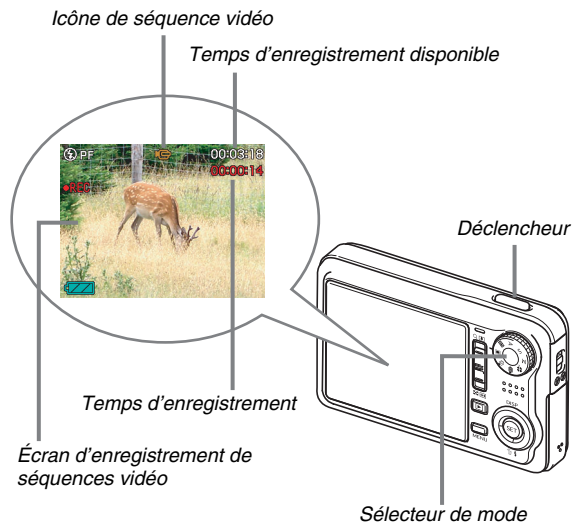 Icône de séquence vidéo
Temps d'enregistrement disponible
PF
00:03:18
00:00:14
●REC
Déclencheur
Temps d'enregistrement
Écran d'enregistrement de
séquences vidéo
DISP
SET
MENU
Sélecteur de mode